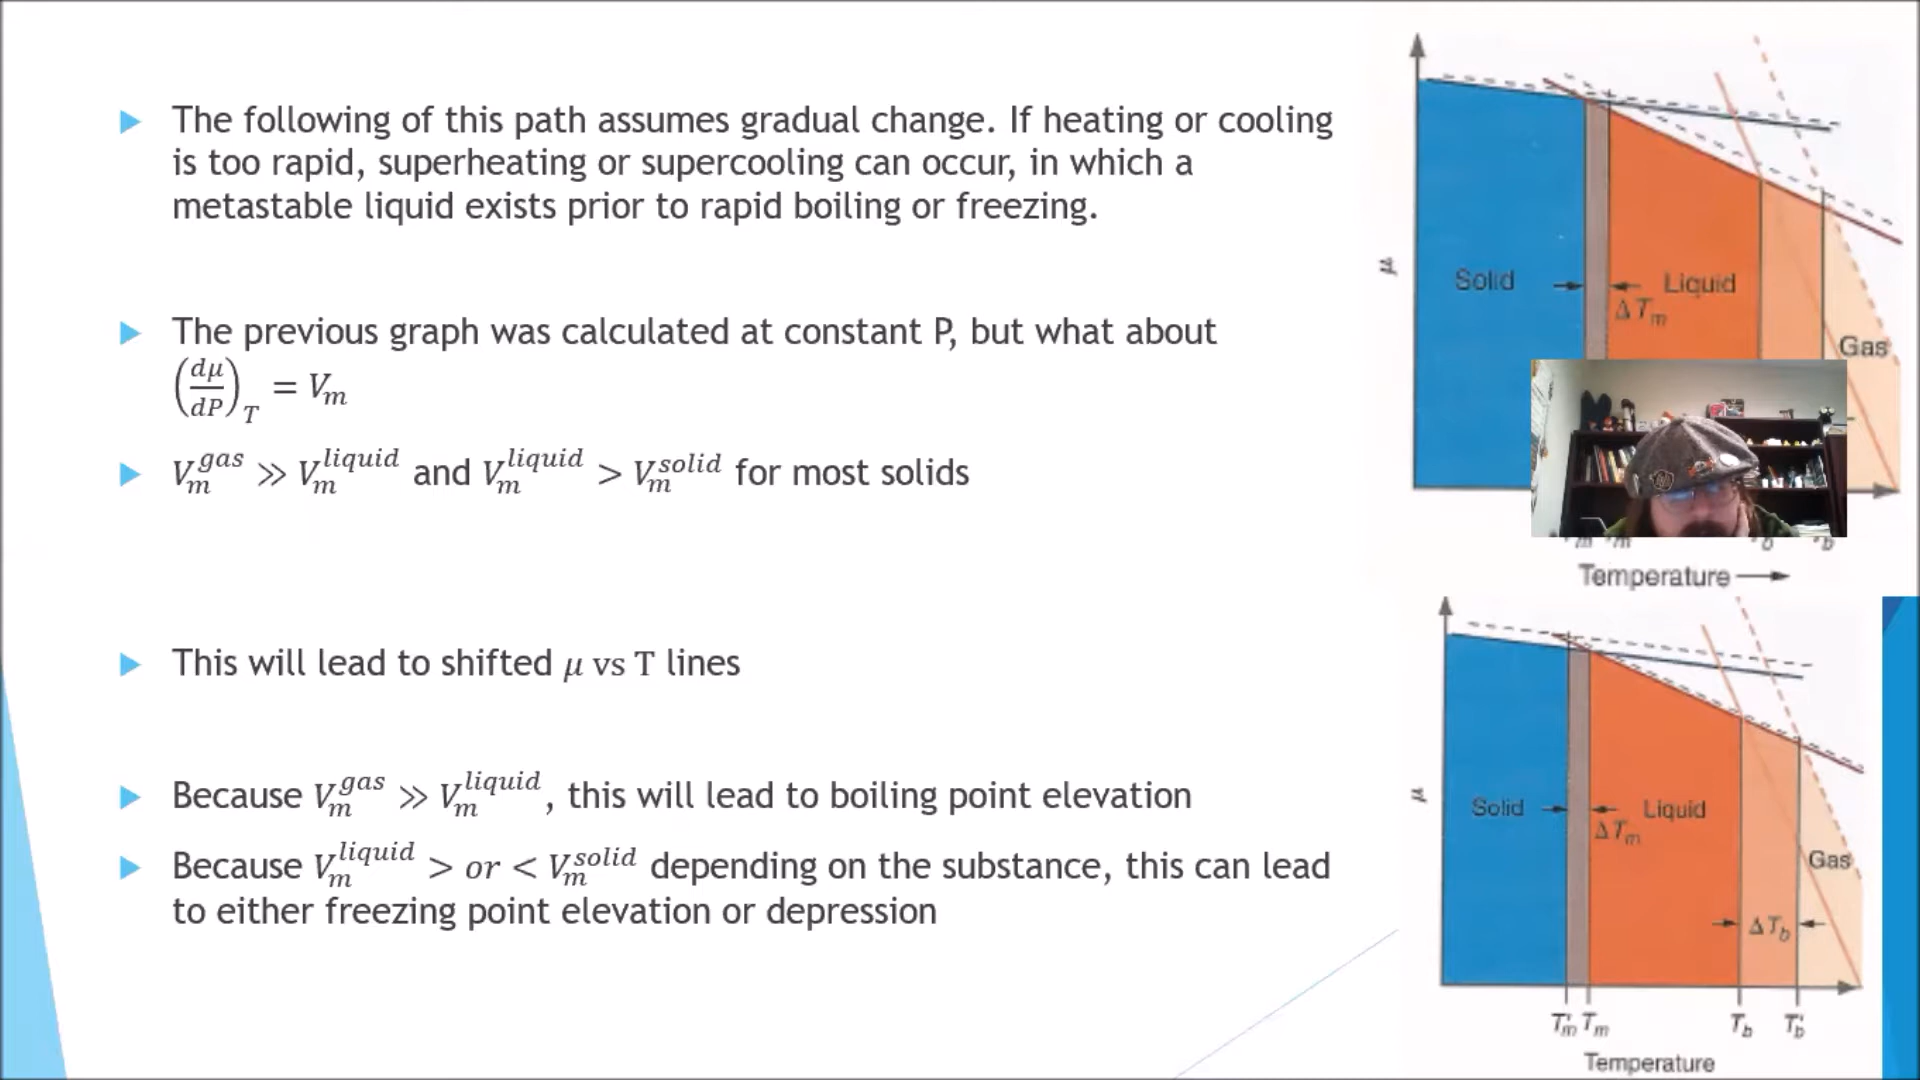 The following of this path assumes gradual change. If heating or cooling
is too rapid, superheating or supercooling can occur, in which a
metastable liquid exists prior to rapid boiling or freezing.
The previous graph was calculated at constant P, but what about
(dμ/dP)_T = V_m
V_m^gas ≫ V_m^liquid and V_m^liquid > V_m^solid for most solids
This will lead to shifted μ vs T lines
Because V_m^gas ≫ V_m^liquid, this will lead to boiling point elevation
Because V_m^liquid > or < V_m^solid depending on the substance, this can lead
to either freezing point elevation or depression
μ
Solid
Liquid
ΔT_m
Gas
Temperature
μ
Solid
Liquid
ΔT_m
Gas
ΔT_b
T'_m T_m T_b T'_b
Temperature